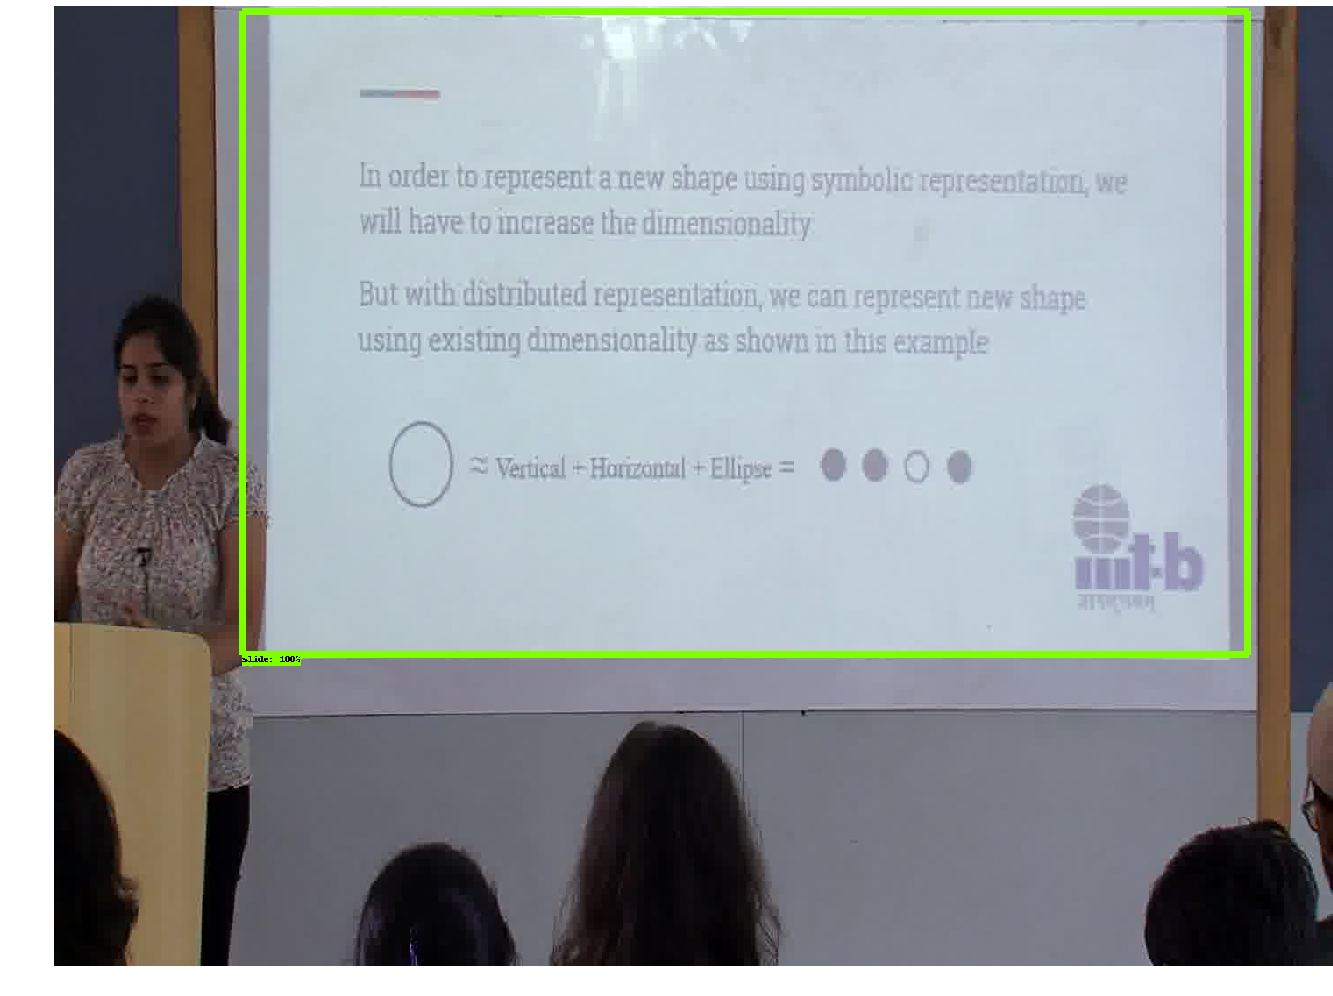 In order to represent a new shape using symbolic representation, we
will have to increase the dimensionality
But with distributed representation, we can represent new shape
using existing dimensionality as shown in this example
≈ Vertical + Horizontal + Ellipse =
iiit-b
Slide: 100%